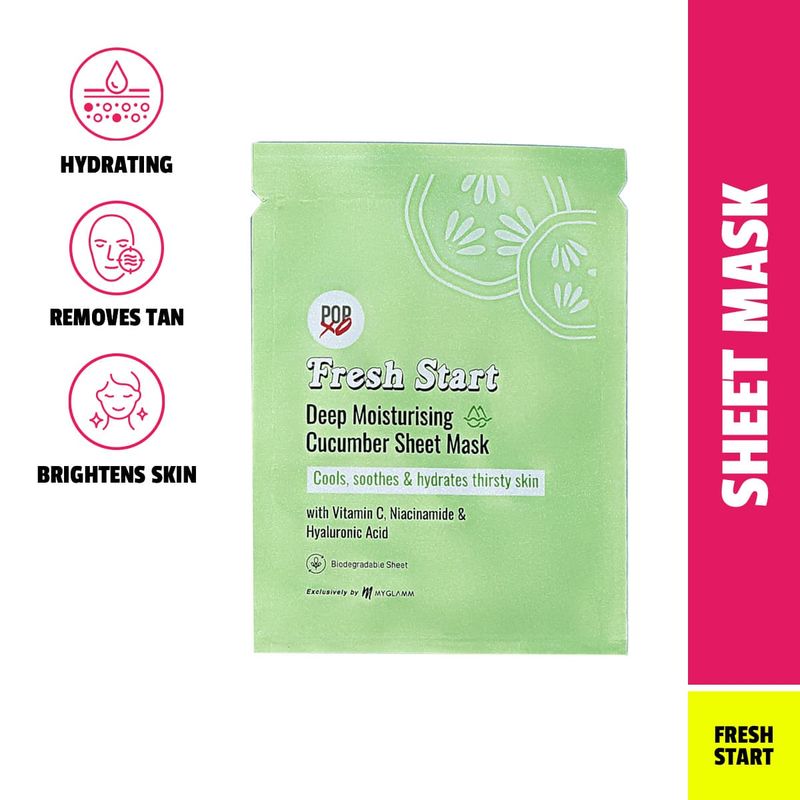 HYDRATING
REMOVES TAN
BRIGHTENS SKIN
POP
XO
Fresh Start
Deep Moisturising
Cucumber Sheet Mask
Cools, soothes & hydrates thirsty skin
with Vitamin C, Niacinamide &
Hyaluronic Acid
Biodegradable Sheet
Exclusively by m MYGLAMM
SHEET MASK
FRESH
START